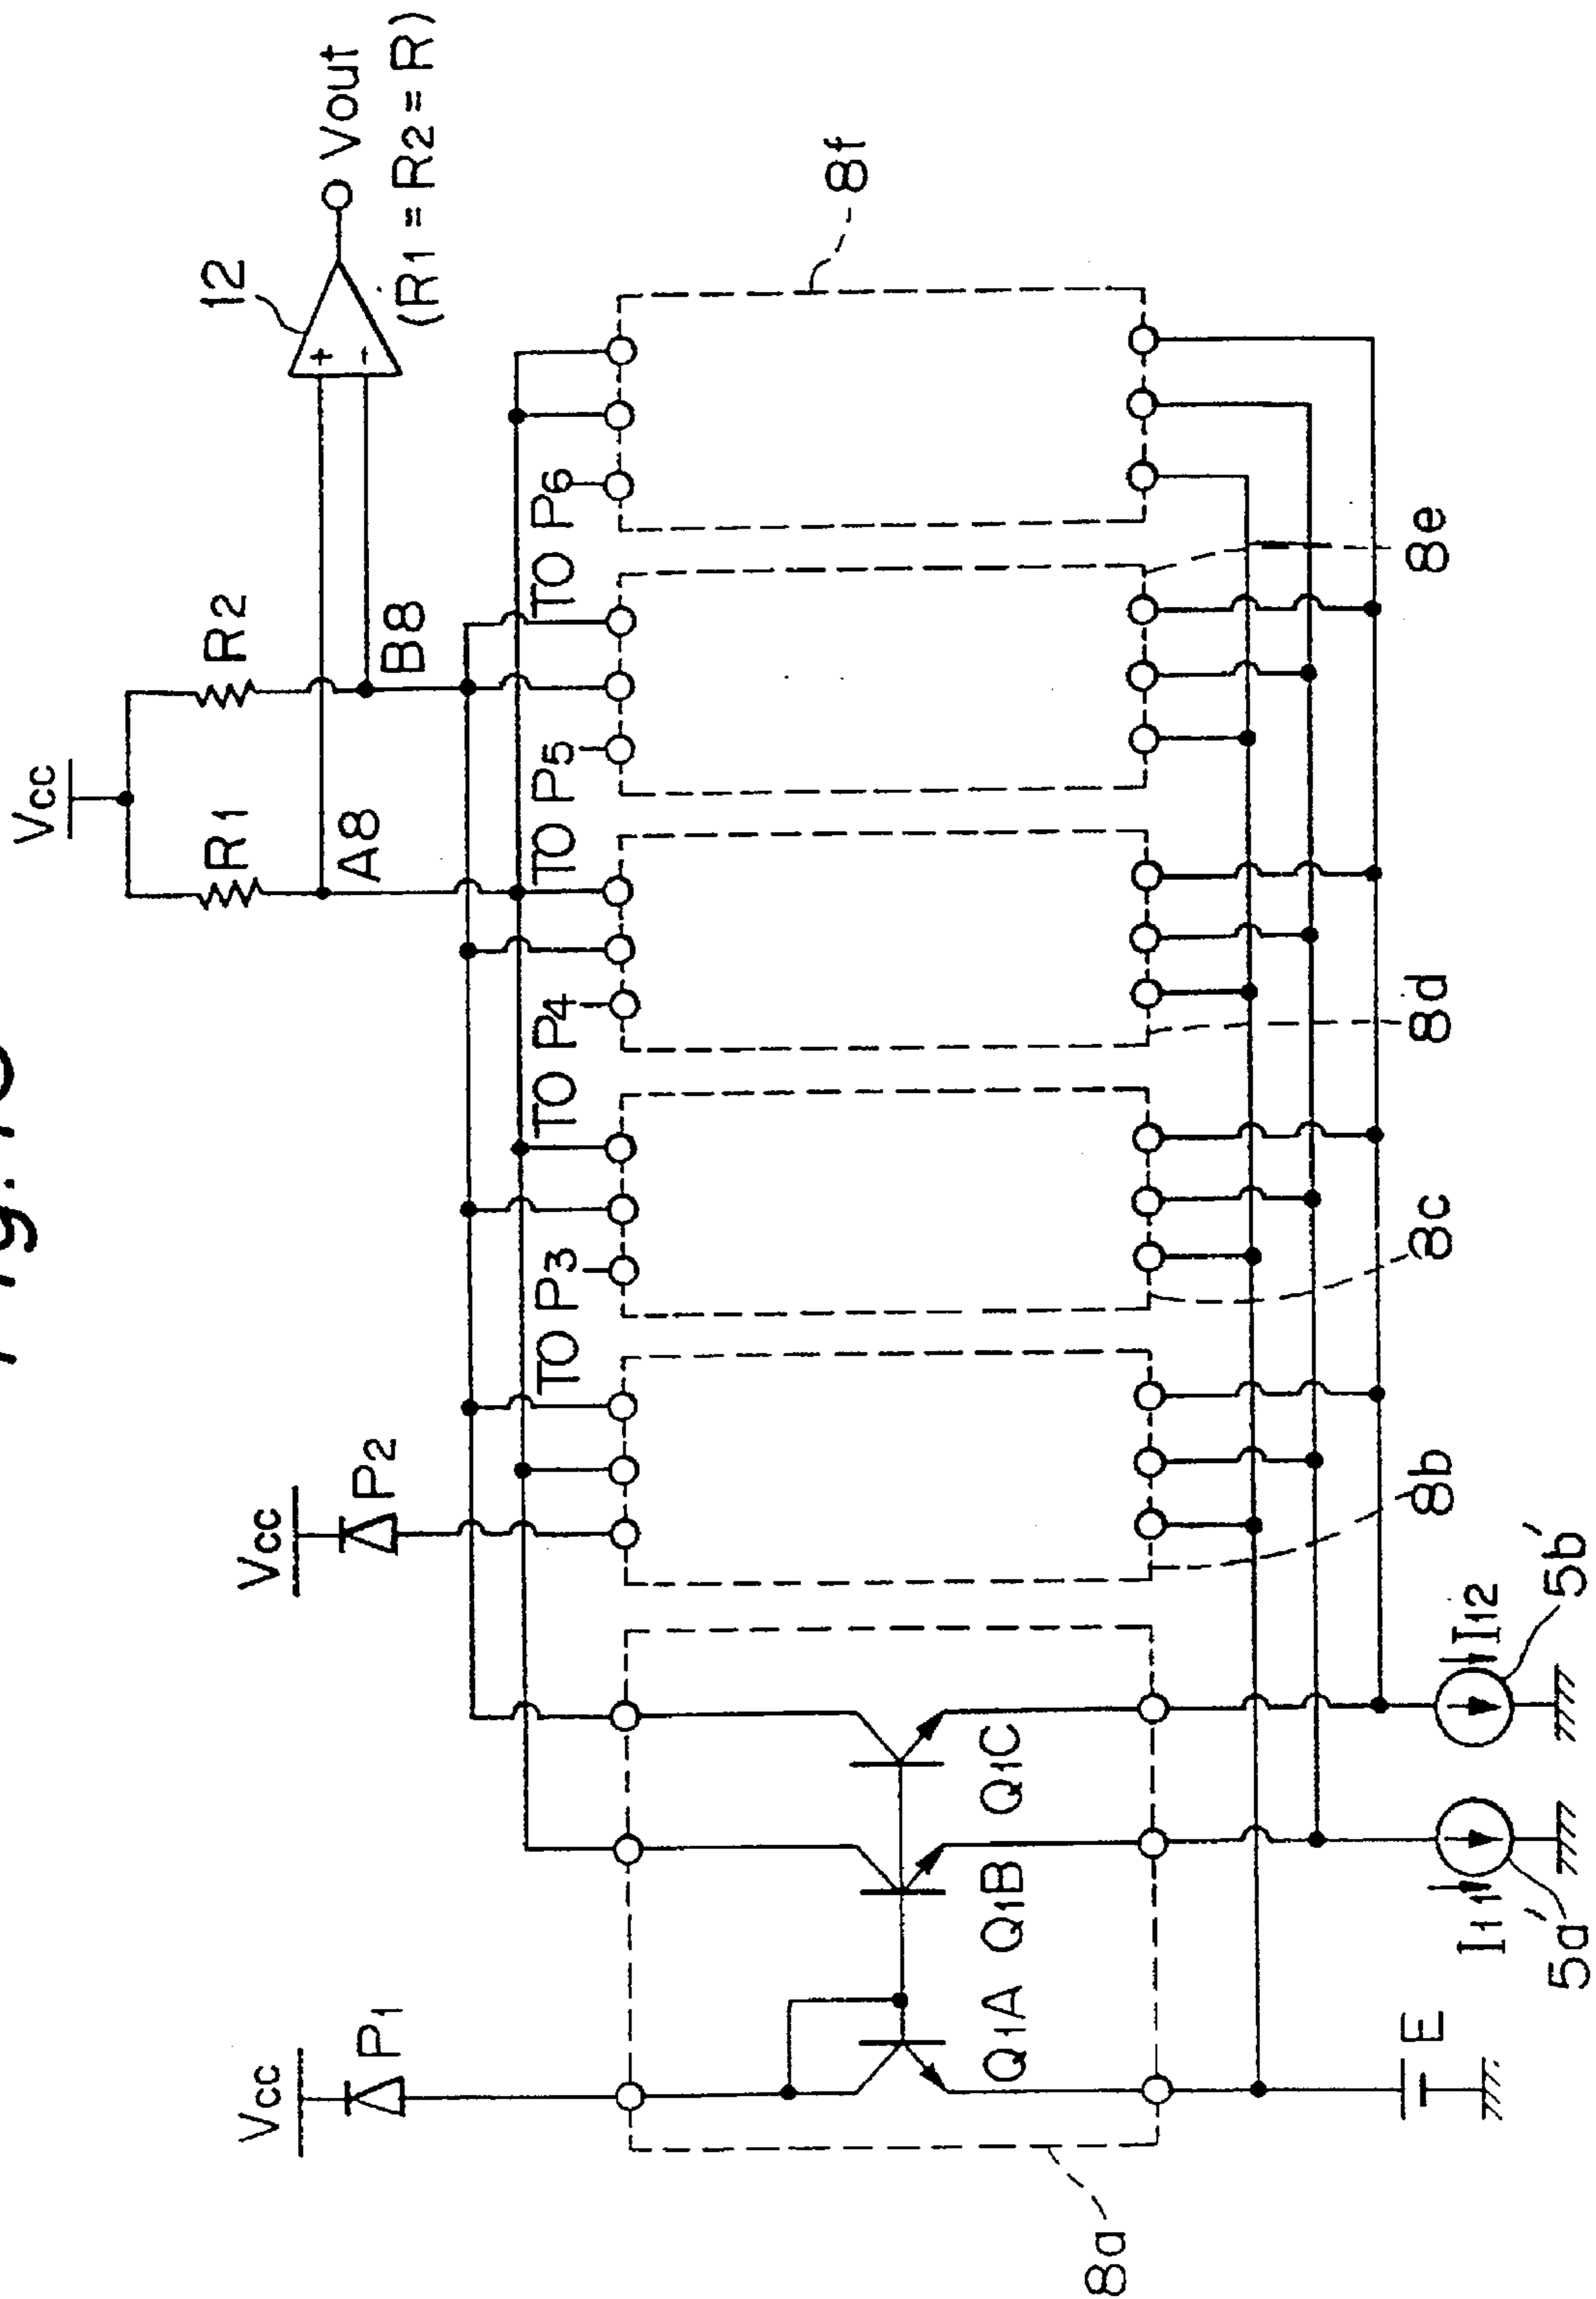 Vcc
R1
R2
A8
B8
12
+
-
Vout
(R1 = R2 = R)
Vcc
P1
Vcc
P2
TO P3
TO P4
TO P5
TO P6
8a
Q1A
Q1B
Q1C
8b
8c
8d
8e
8f
E
I11
5a'
I12
5b'